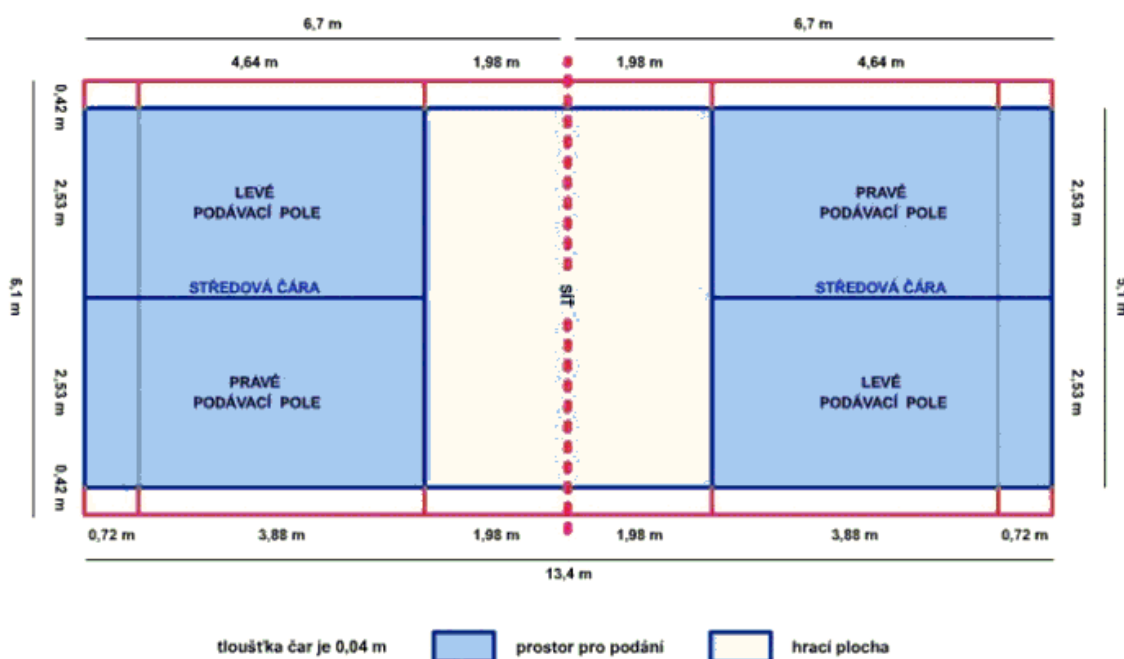 6,7 m 6,7 m
4,64 m 1,98 m 1,98 m 4,64 m
0,42 m
LEVÉ
PODÁVACÍ POLE
PRAVÉ
PODÁVACÍ POLE
2,53 m 2,53 m
STŘEDOVÁ ČÁRA SÍŤ STŘEDOVÁ ČÁRA
6,1 m 5,1 m
PRAVÉ
PODÁVACÍ POLE
LEVÉ
PODÁVACÍ POLE
2,53 m 2,53 m
0,42 m
0,72 m 3,88 m 1,98 m 1,98 m 3,88 m 0,72 m
13,4 m
tloušťka čar je 0,04 m prostor pro podání hrací plocha